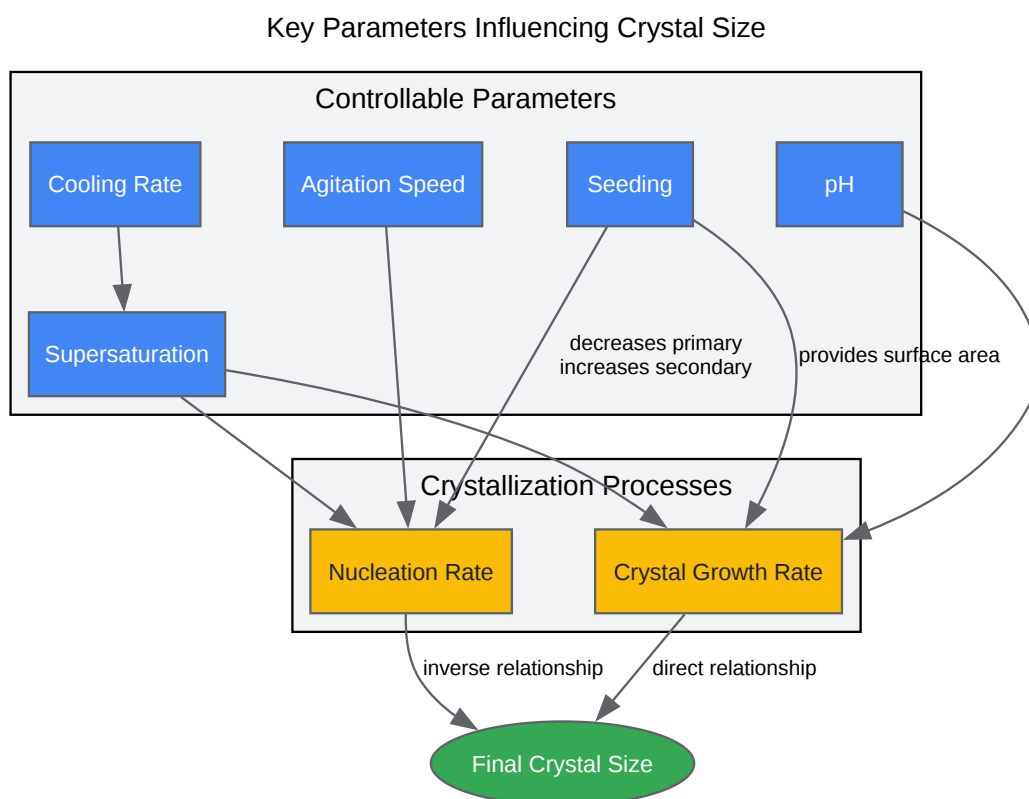 Key Parameters Influencing Crystal Size
Controllable Parameters
Cooling Rate
Agitation Speed
Seeding
pH
Supersaturation
decreases primary
increases secondary
provides surface area
Crystallization Processes
Nucleation Rate
Crystal Growth Rate
inverse relationship
direct relationship
Final Crystal Size